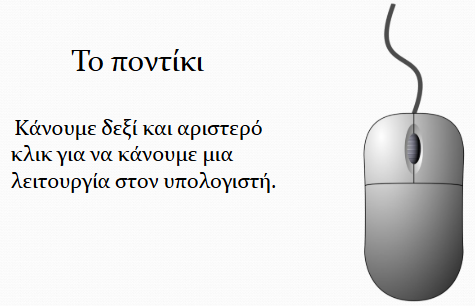 Το ποντίκι
Κάνουμε δεξί και αριστερό
κλικ για να κάνουμε μια
λειτουργία στον υπολογιστή.